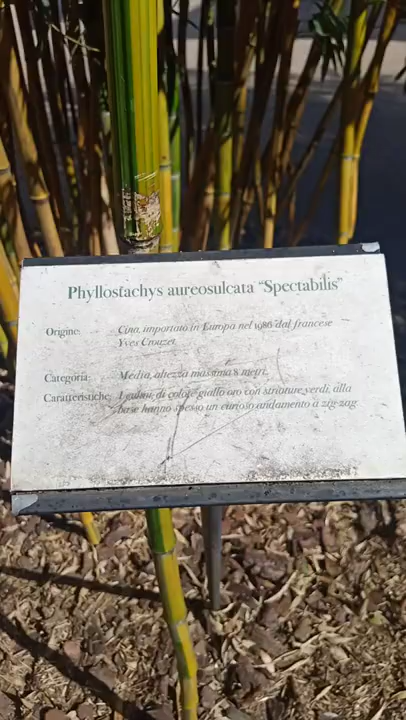 Phyllostachys aureosulcata “Spectabilis”
Origine: Cina, importato in Europa nel 1986 dal francese
Yves Crouzet
Categoria: Media, altezza massima 8 metri.
Caratteristiche: I culmi, di colore giallo oro con striature verdi, alla
base hanno spesso un curioso andamento a zig-zag